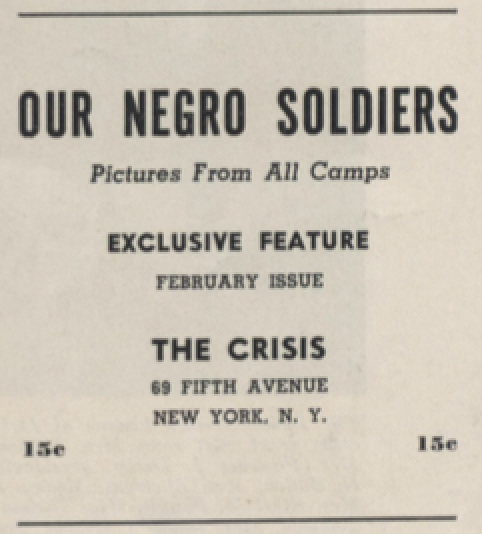 OUR NEGRO SOLDIERS
Pictures From All Camps
EXCLUSIVE FEATURE
FEBRUARY ISSUE
THE CRISIS
69 FIFTH AVENUE
NEW YORK, N. Y.
15c 15c